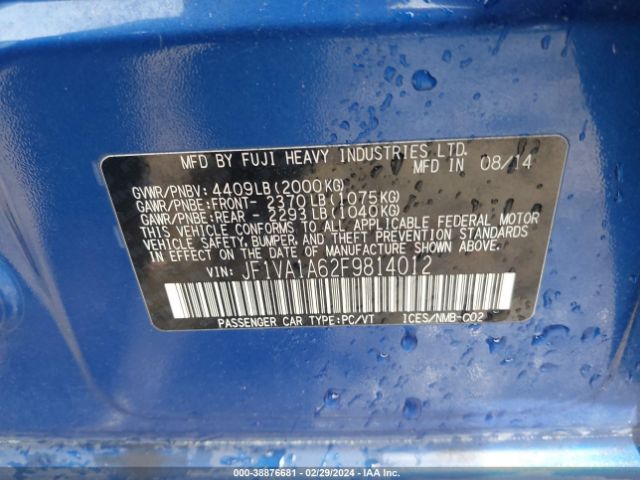 MFD BY FUJI HEAVY INDUSTRIES LTD.
MFD IN 08/14
GVWR/PNBV: 4409LB(2000KG)
GAWR/PNBE:FRONT- 2370LB(1075KG)
GAWR/PNBE:REAR - 2293LB(1040KG)
THIS VEHICLE CONFORMS TO ALL APPLICABLE FEDERAL MOTOR
VEHICLE SAFETY, BUMPER, AND THEFT PREVENTION STANDARDS
IN EFFECT ON THE DATE OF MANUFACTURE SHOWN ABOVE.
VIN: JF1VA1A62F9814012
PASSENGER CAR TYPE:PC/VT ICES/NMB-002
000-38876681 - 02/29/2024 - IAAI.COM